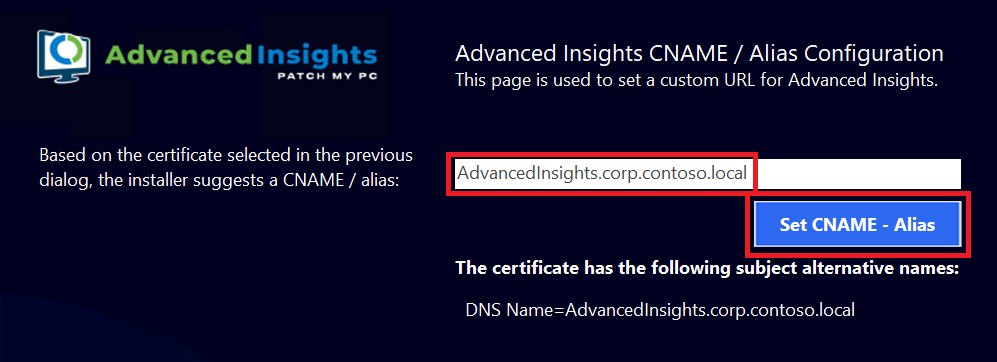 AdvancedInsights
PATCH MY PC
Advanced Insights CNAME / Alias Configuration
This page is used to set a custom URL for Advanced Insights.
Based on the certificate selected in the previous
dialog, the installer suggests a CNAME / alias:
AdvancedInsights.corp.contoso.local
Set CNAME - Alias
The certificate has the following subject alternative names:
DNS Name=AdvancedInsights.corp.contoso.local